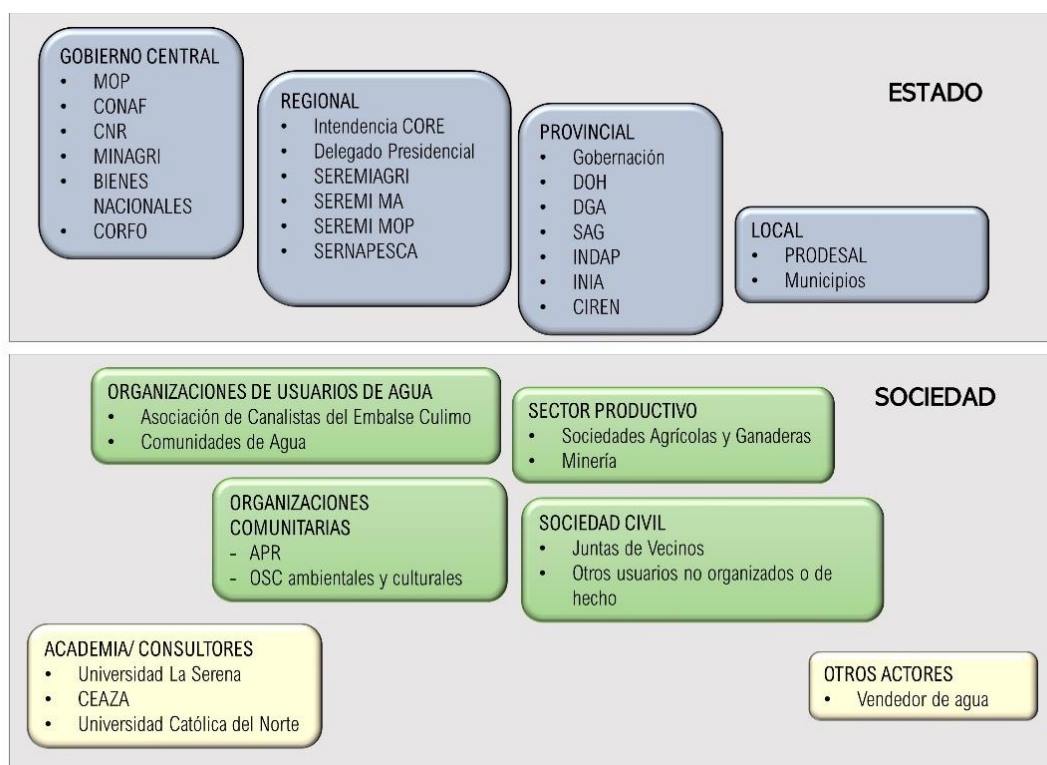 ESTADO
GOBIERNO CENTRAL
• MOP
• CONAF
• CNR
• MINAGRI
• BIENES
NACIONALES
• CORFO
REGIONAL
• Intendencia CORE
• Delegado Presidencial
• SEREMIAGRI
• SEREMI MA
• SEREMI MOP
• SERNAPESCA
PROVINCIAL
• Gobernación
• DOH
• DGA
• SAG
• INDAP
• INIA
• CIREN
LOCAL
• PRODESAL
• Municipios
SOCIEDAD
ORGANIZACIONES DE USUARIOS DE AGUA
• Asociación de Canalistas del Embalse Culimo
• Comunidades de Agua
SECTOR PRODUCTIVO
• Sociedades Agrícolas y Ganaderas
• Minería
ORGANIZACIONES
COMUNITARIAS
- APR
- OSC ambientales y culturales
SOCIEDAD CIVIL
• Juntas de Vecinos
• Otros usuarios no organizados o de
hecho
ACADEMIA/ CONSULTORES
• Universidad La Serena
• CEAZA
• Universidad Católica del Norte
OTROS ACTORES
• Vendedor de agua